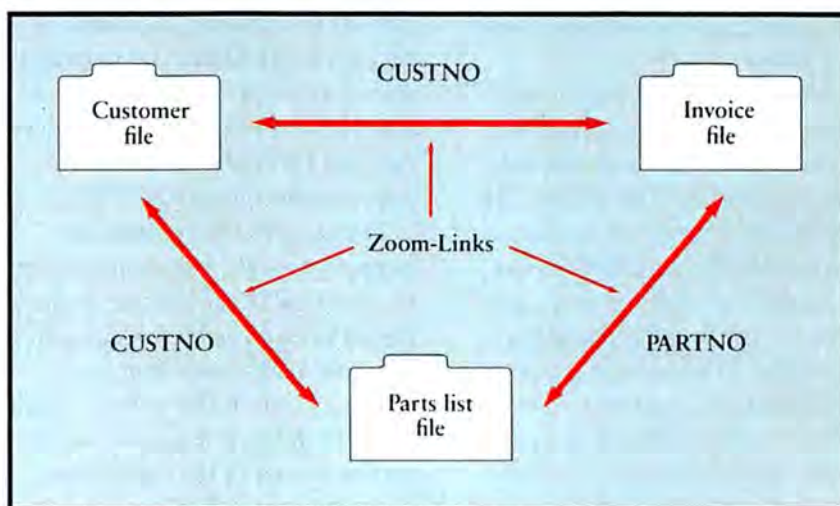 CUSTNO
Customer
file
Invoice
file
Zoom-Links
CUSTNO
PARTNO
Parts list
file